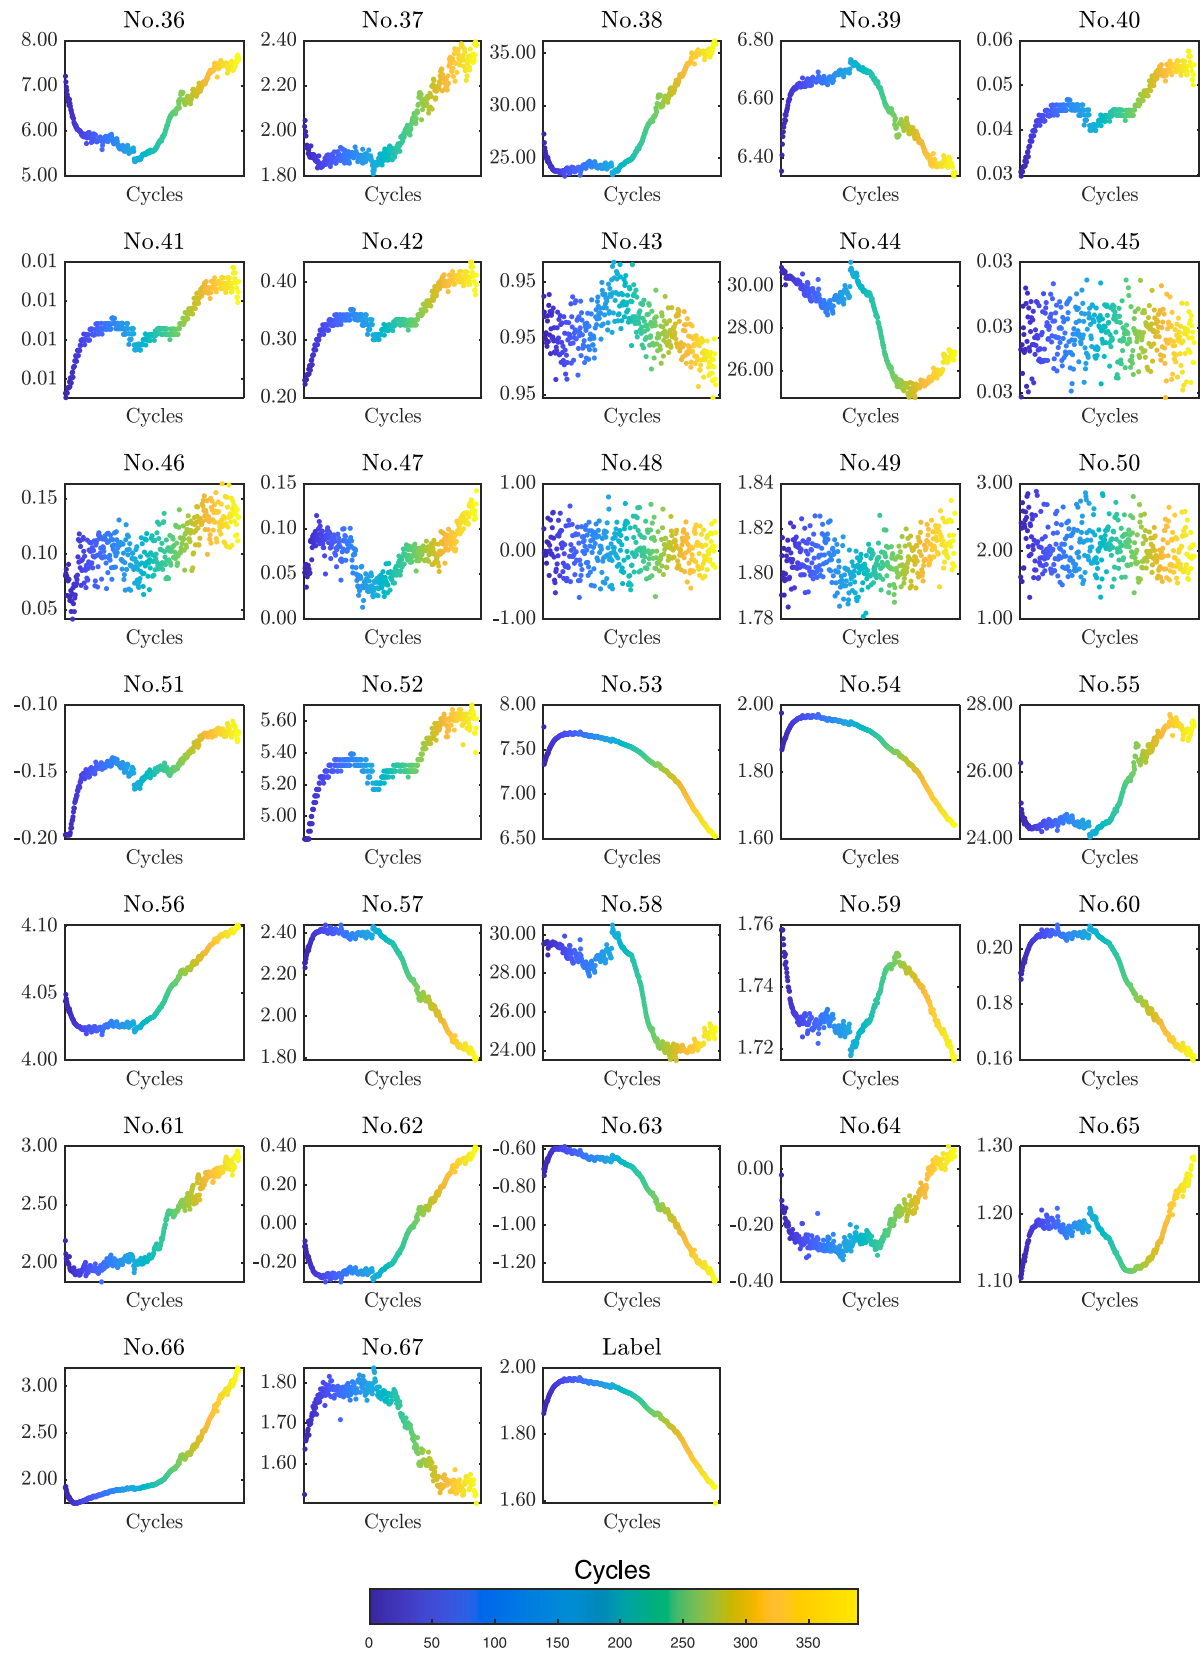 No.36 No.37 No.38 No.39 No.40
8.00 7.00 6.00 5.00 2.40 2.20 2.00 1.80 35.00 30.00 25.00 6.80 6.60 6.40 0.06 0.05 0.04 0.03
Cycles Cycles Cycles Cycles Cycles
No.41 No.42 No.43 No.44 No.45
0.01 0.01 0.01 0.01 0.40 0.30 0.20 0.95 0.95 0.95 30.00 28.00 26.00 0.03 0.03 0.03
Cycles Cycles Cycles Cycles Cycles
No.46 No.47 No.48 No.49 No.50
0.15 0.10 0.05 0.15 0.10 0.05 0.00 1.00 0.00 -1.00 1.84 1.82 1.80 1.78 3.00 2.00 1.00
Cycles Cycles Cycles Cycles Cycles
No.51 No.52 No.53 No.54 No.55
-0.10 -0.15 -0.20 5.60 5.40 5.20 5.00 8.00 7.50 7.00 6.50 2.00 1.80 1.60 28.00 26.00 24.00
Cycles Cycles Cycles Cycles Cycles
No.56 No.57 No.58 No.59 No.60
4.10 4.05 4.00 2.40 2.20 2.00 1.80 30.00 28.00 26.00 24.00 1.76 1.74 1.72 0.20 0.18 0.16
Cycles Cycles Cycles Cycles Cycles
No.61 No.62 No.63 No.64 No.65
3.00 2.50 2.00 0.40 0.20 0.00 -0.20 -0.60 -0.80 -1.00 -1.20 0.00 -0.20 -0.40 1.30 1.20 1.10
Cycles Cycles Cycles Cycles Cycles
No.66 No.67 Label
3.00 2.50 2.00 1.80 1.70 1.60 2.00 1.80 1.60
Cycles Cycles Cycles
Cycles
0 50 100 150 200 250 300 350